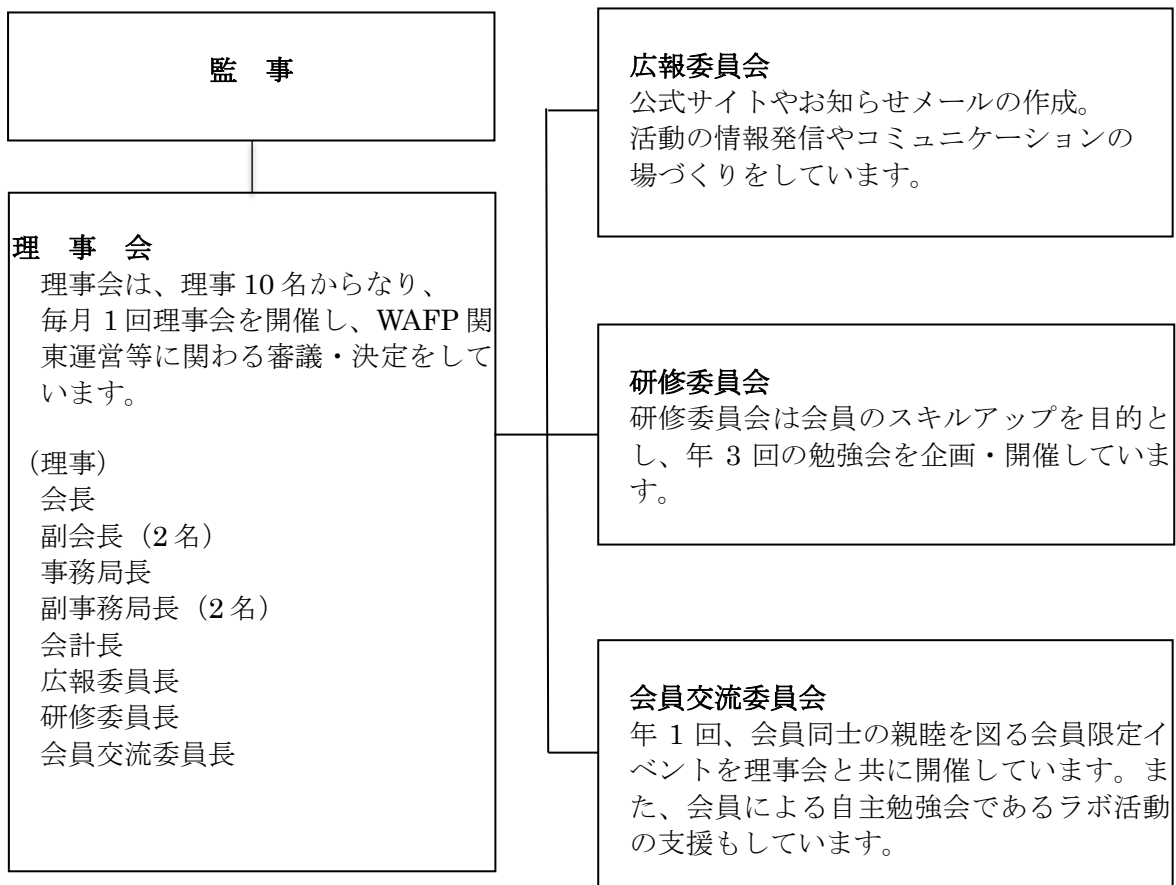 監　事
理　事　会
理事会は、理事 10 名からなり、
毎月 1 回理事会を開催し、WAFP 関
東運営等に関わる審議・決定をして
います。
（理事）
会長
副会長（2 名）
事務局長
副事務局長（2 名）
会計長
広報委員長
研修委員長
会員交流委員長
広報委員会
公式サイトやお知らせメールの作成。
活動の情報発信やコミュニケーションの
場づくりをしています。
研修委員会
研修委員会は会員のスキルアップを目的と
し、年 3 回の勉強会を企画・開催していま
す。
会員交流委員会
年 1 回、会員同士の親睦を図る会員限定イ
ベントを理事会と共に開催しています。ま
た、会員による自主勉強会であるラボ活動
の支援もしています。